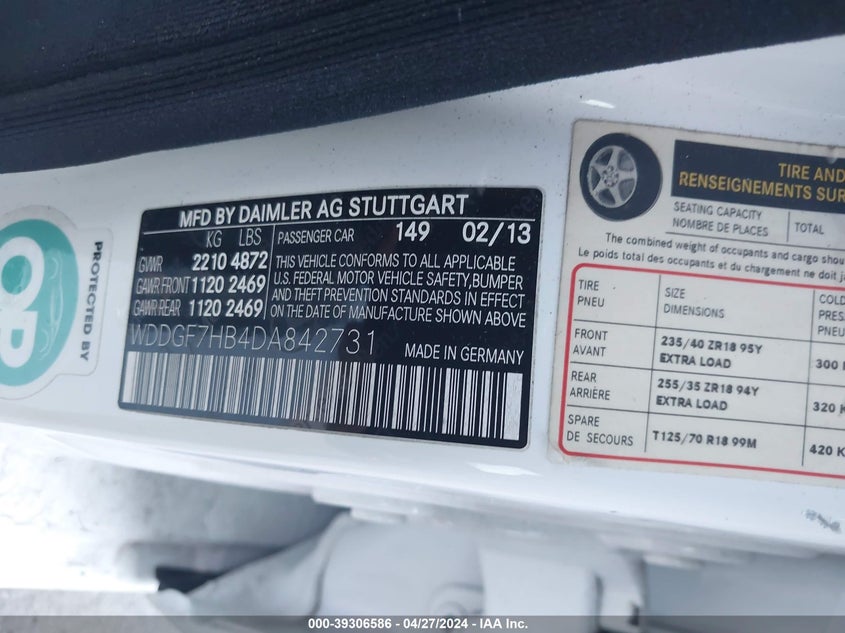 PROTECTED BY
MFD BY DAIMLER AG STUTTGART
KG LBS
GVWR 2210 4872
GAWR FRONT 1120 2469
GAWR REAR 1120 2469
PASSENGER CAR 149 02/13
THIS VEHICLE CONFORMS TO ALL APPLICABLE
U.S. FEDERAL MOTOR VEHICLE SAFETY, BUMPER
AND THEFT PREVENTION STANDARDS IN EFFECT
ON THE DATE OF MANUFACTURE SHOWN ABOVE
WDDGF7HB4DA842731
MADE IN GERMANY
TIRE AND
RENSEIGNEMENTS SUR
SEATING CAPACITY
NOMBRE DE PLACES
TOTAL
The combined weight of occupants and cargo should
Le poids total des occupants et du chargement ne doit
TIRE
PNEU
SIZE
DIMENSIONS
COLD
PRES
PNEU
FRONT
AVANT
235/40 ZR18 95Y
EXTRA LOAD
300
REAR
ARRIÈRE
255/35 ZR18 94Y
EXTRA LOAD
320 K
SPARE
DE SECOURS
T125/70 R18 99M
420 K
000-39306586 - 04/27/2024 - IAA Inc.